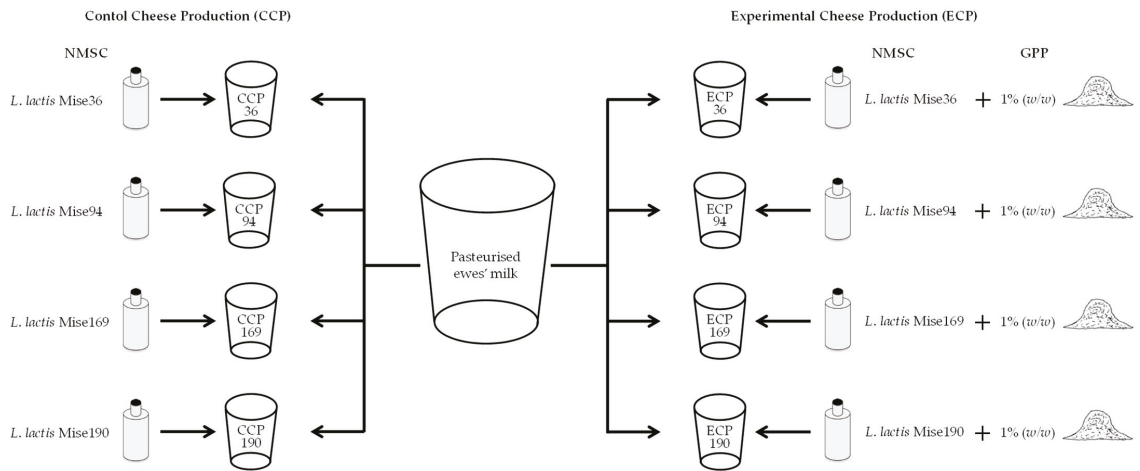 Contol Cheese Production (CCP)
Experimental Cheese Production (ECP)
NMSC
NMSC
GPP
L. lactis Mise36
CCP
36
ECP
36
L. lactis Mise36 + 1% (w/w)
L. lactis Mise94
CCP
94
ECP
94
L. lactis Mise94 + 1% (w/w)
Pasteurised
ewes' milk
L. lactis Mise169
CCP
169
ECP
169
L. lactis Mise169 + 1% (w/w)
L. lactis Mise190
CCP
190
ECP
190
L. lactis Mise190 + 1% (w/w)